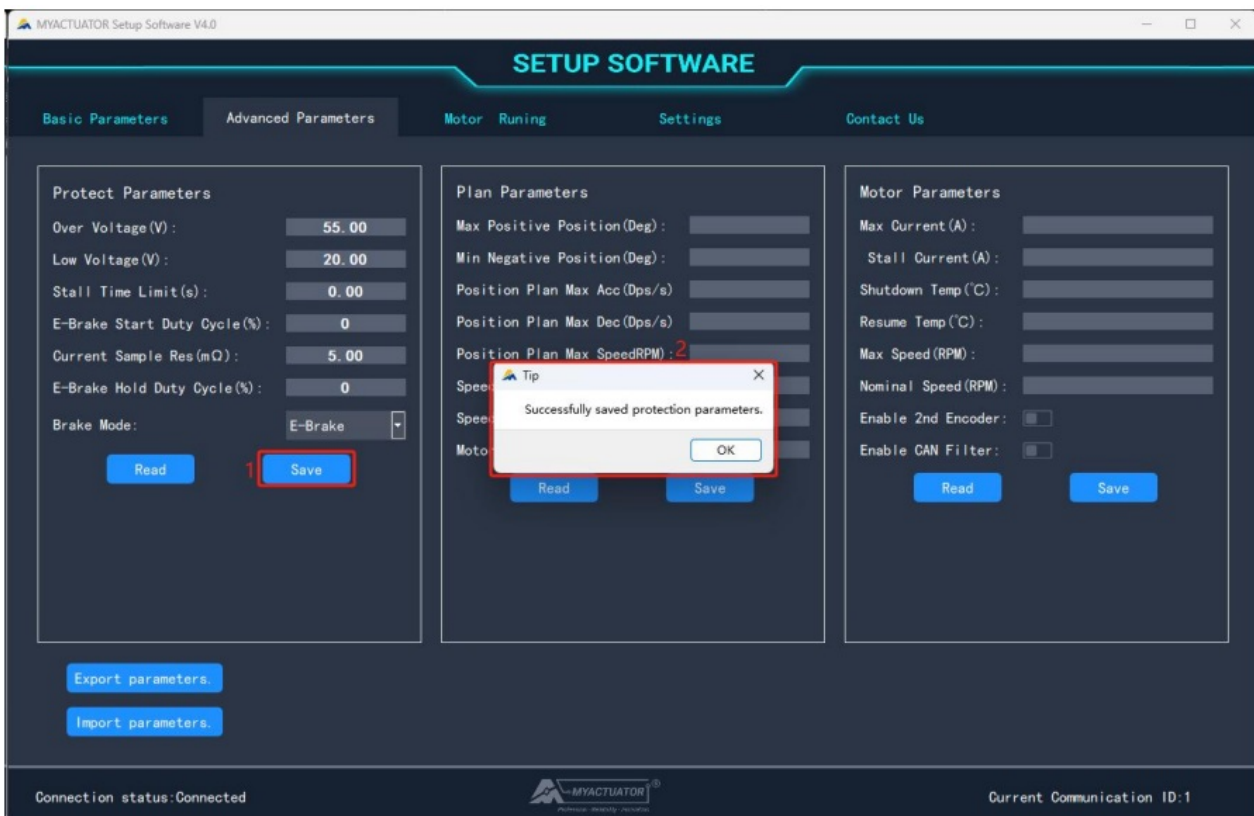 MYACTUATOR Setup Software V4.0
SETUP SOFTWARE
Basic Parameters
Advanced Parameters
Motor Runing
Settings
Contact Us
Protect Parameters
Over Voltage(V): 55.00
Low Voltage(V): 20.00
Stall Time Limit(s): 0.00
E-Brake Start Duty Cycle(%): 0
Current Sample Res(mΩ): 5.00
E-Brake Hold Duty Cycle(%): 0
Brake Mode: E-Brake
Read
1
Save
Plan Parameters
Max Positive Position(Deg):
Min Negative Position(Deg):
Position Plan Max Acc(Dps/s)
Position Plan Max Dec(Dps/s)
Position Plan Max SpeedRPM):
2
Spee
Spee
Moto
Tip
Successfully saved protection parameters.
OK
Read
Save
Motor Parameters
Max Current(A):
Stall Current(A):
Shutdown Temp(℃):
Resume Temp(℃):
Max Speed(RPM):
Nominal Speed(RPM):
Enable 2nd Encoder:
Enable CAN Filter:
Read
Save
Export parameters.
Import parameters.
Connection status:Connected
MYACTUATOR®
Current Communication ID:1